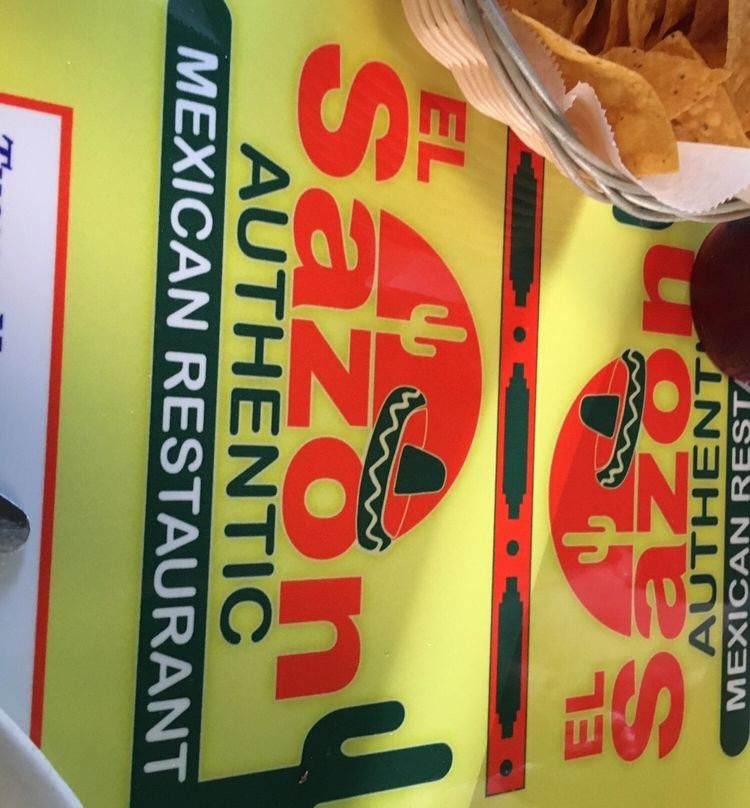 EL
Sazon
AUTHENTIC
MEXICAN RESTAURANT
EL
Sazon
AUTHENT
MEXICAN REST